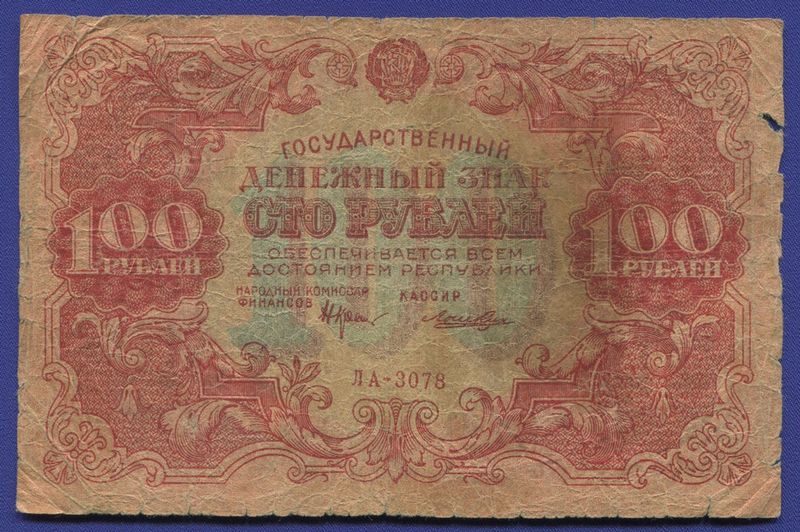 ГОСУДАРСТВЕННЫЙ
ДЕНЕЖНЫЙ ЗНАК
СТО РУБЛЕЙ
100
РУБЛЕЙ
100
РУБЛЕЙ
100
ОБЕСПЕЧИВАЕТСЯ ВСЕМ
ДОСТОЯНИЕМ РЕСПУБЛИКИ
НАРОДНЫЙ КОМИССАР
ФИНАНСОВ
КАССИР
ЛА-3078